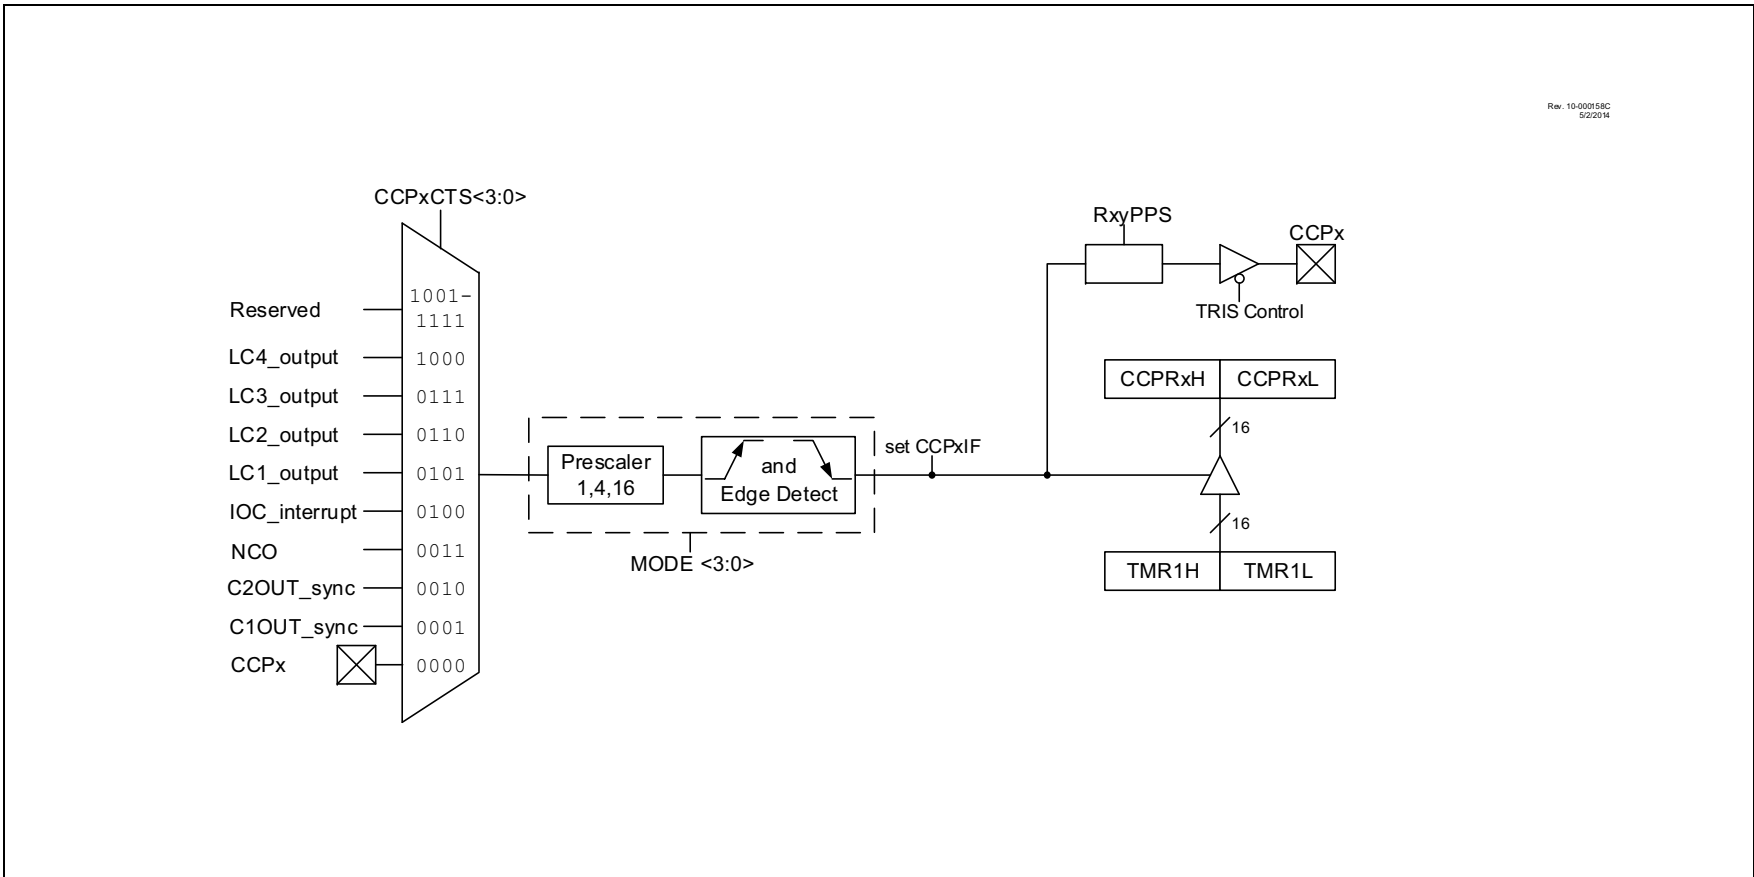 Rev. 10-000158C
5/2/2014
CCPxCTS<3:0>
RxyPPS
CCPx
TRIS Control
Reserved
1001-
1111
LC4_output
1000
LC3_output
0111
LC2_output
0110
LC1_output
0101
IOC_interrupt
0100
NCO
0011
C2OUT_sync
0010
C1OUT_sync
0001
CCPx
0000
Prescaler
1,4,16
and
Edge Detect
MODE <3:0>
set CCPxIF
CCPRxH
CCPRxL
16
16
TMR1H
TMR1L